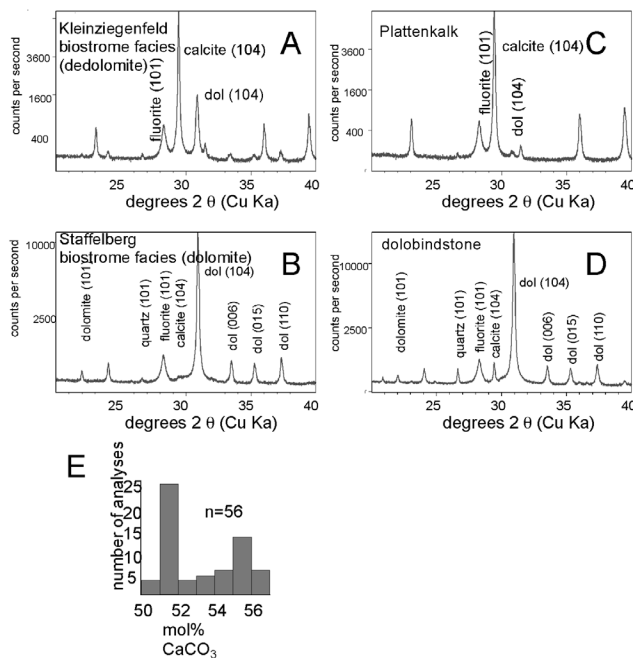 Kleinziegenfeld
biostrome facies
(dedolomite)
A
counts per second
3600
1600
400
fluorite (101)
calcite (104)
dol (104)
25
30
35
40
degrees 2 θ (Cu Ka)
Plattenkalk
C
counts per second
3600
1600
400
fluorite (101)
calcite (104)
dol (104)
25
30
35
40
degrees 2 θ (Cu Ka)
Staffelberg
biostrome facies (dolomite)
B
counts per second
10000
2500
dolomite (101)
quartz (101)
fluorite (101)
calcite (104)
dol (104)
dol (006)
dol (015)
dol (110)
25
30
35
40
degrees 2 θ (Cu Ka)
dolobindstone
D
counts per second
10000
2500
dolomite (101)
quartz (101)
fluorite (101)
calcite (104)
dol (104)
dol (006)
dol (015)
dol (110)
25
30
35
40
degrees 2 θ (Cu Ka)
E
number of analyses
25
20
15
10
5
n=56
50 52 54 56
mol%
CaCO₃